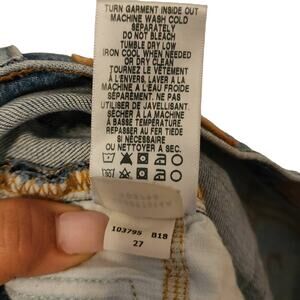 TURN GARMENT INSIDE OUT
MACHINE WASH COLD
SEPARATELY
DO NOT BLEACH
TUMBLE DRY LOW
IRON COOL WHEN NEEDED
OR DRY CLEAN
TOURNEZ LE VÊTEMENT
À L'ENVERS, LAVER À LA
MACHINE À L'EAU FROIDE
SÉPARÉMENT. NE PAS
UTILISER DE JAVELLISANT.
SÉCHER À LA MACHINE
À BASSE TEMPÉRATURE.
REPASSER AU FER TIÈDE
SI NÉCESSAIRE
OU NETTOYER À SEC.
103795 818
27